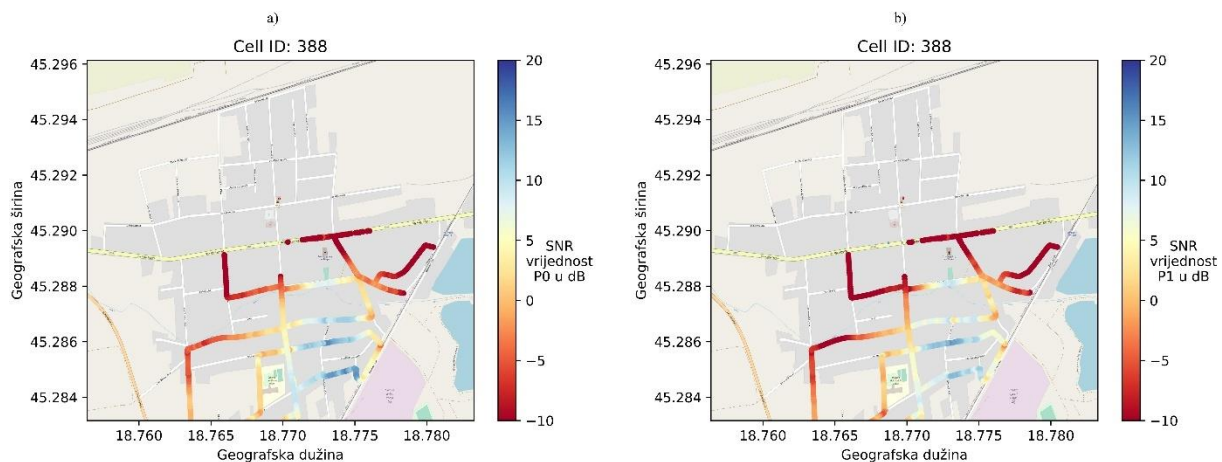 a)
Cell ID: 388
45.296
45.294
45.292
45.290
45.288
45.286
45.284
Geografska širina
18.760
18.765
18.770
18.775
18.780
Geografska dužina
20
15
10
5
0
−5
−10
SNR
vrijednost
P0 u dB
b)
Cell ID: 388
45.296
45.294
45.292
45.290
45.288
45.286
45.284
Geografska širina
18.760
18.765
18.770
18.775
18.780
Geografska dužina
20
15
10
5
0
−5
−10
SNR
vrijednost
P1 u dB